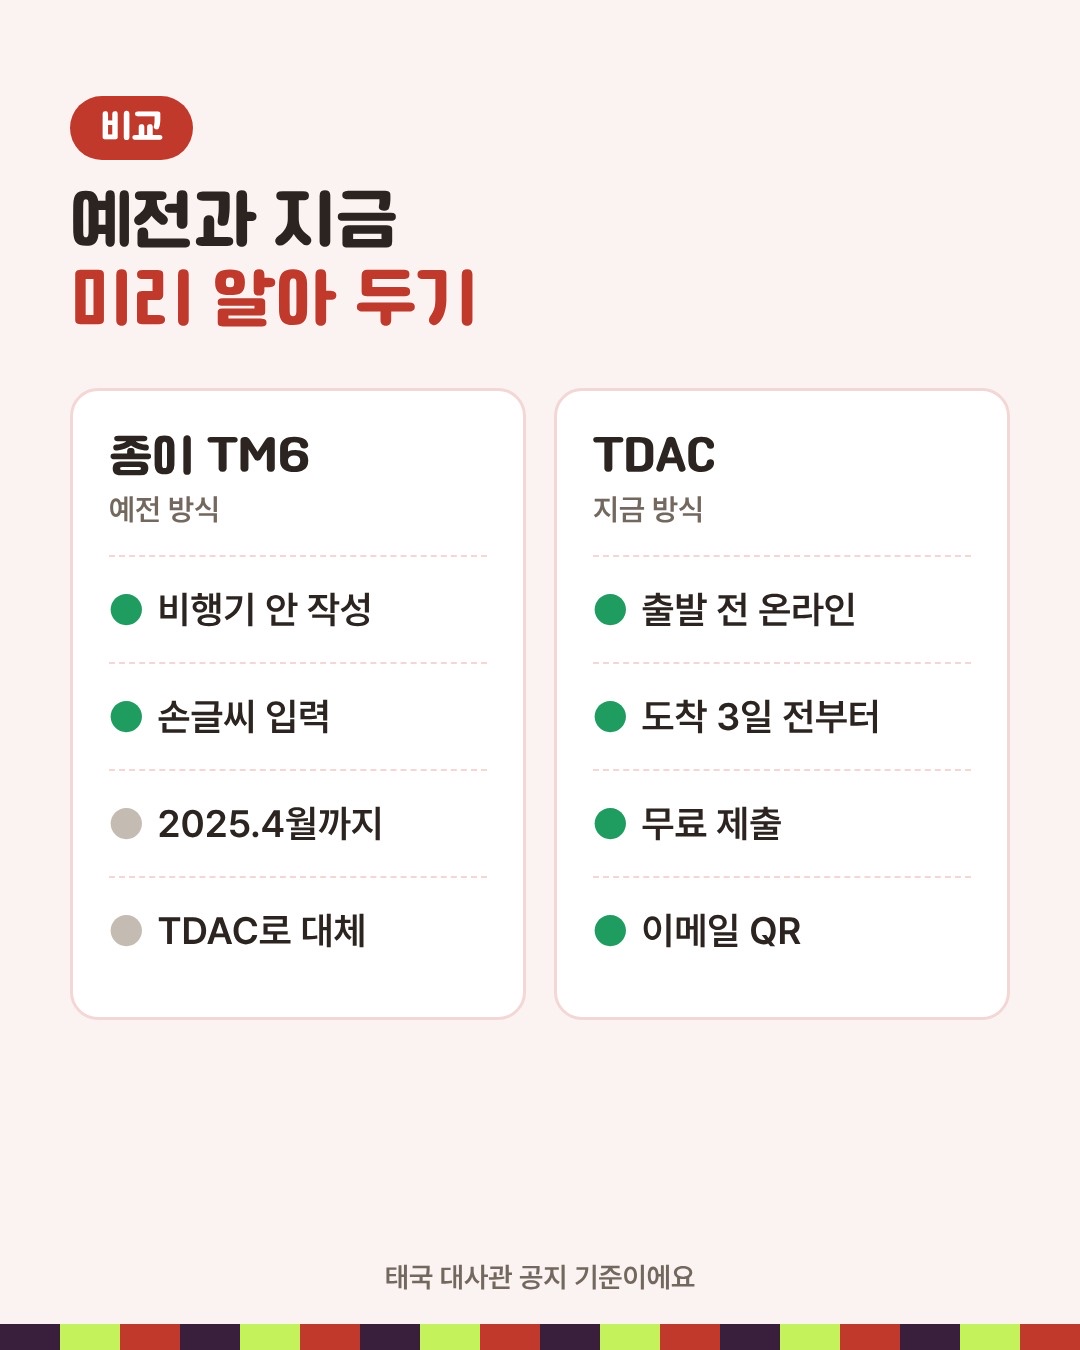 비교
예전과 지금
미리 알아 두기
종이 TM6
예전 방식
비행기 안 작성
손글씨 입력
2025.4월까지
TDAC로 대체
TDAC
지금 방식
출발 전 온라인
도착 3일 전부터
무료 제출
이메일 QR
태국 대사관 공지 기준이에요